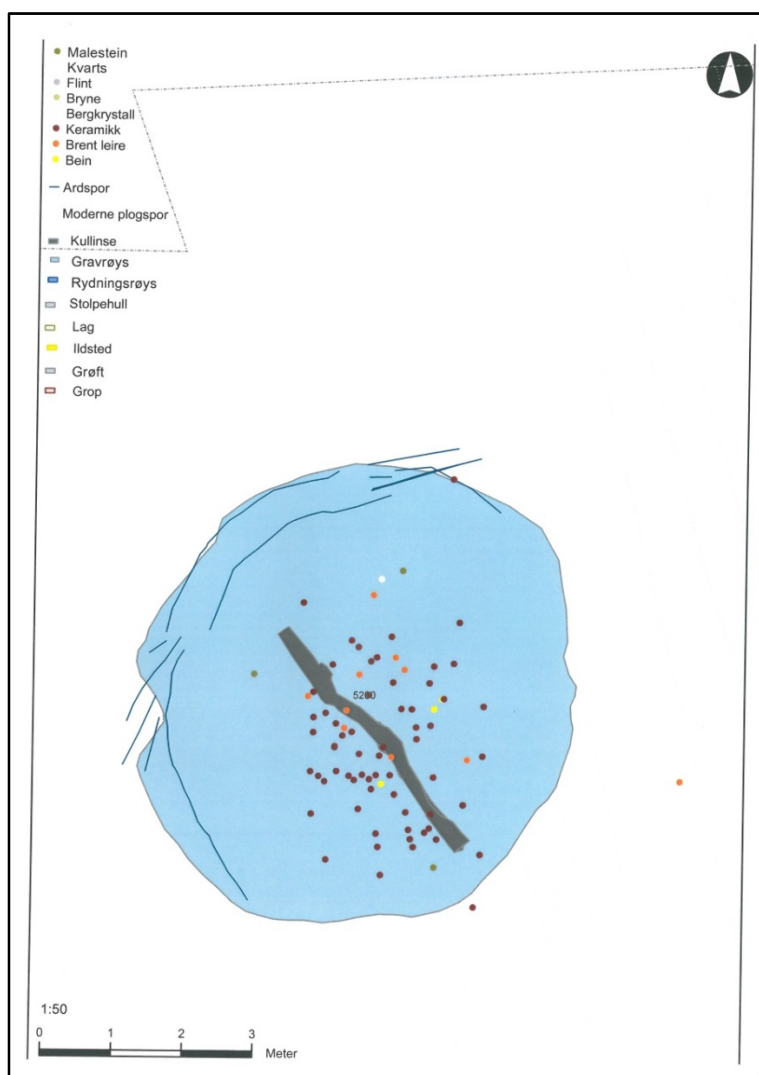 Malestein
Kvarts
Flint
Bryne
Bergkrystall
Keramikk
Brent leire
Bein
Ardspor
Moderne plogspor
Kullinse
Gravrøys
Rydningsrøys
Stolpehull
Lag
Ildsted
Grøft
Grop
5200
1:50
0 1 2 3
Meter